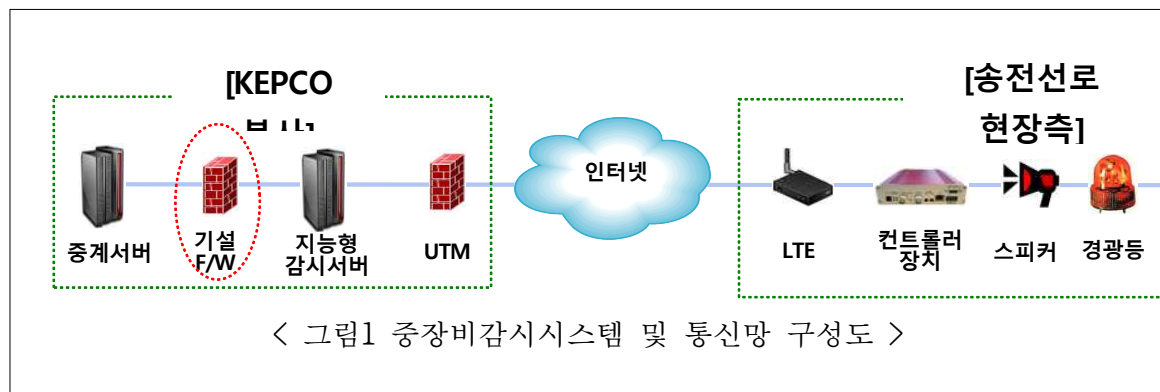 [KEPCO
[송전선로
현장측]
인터넷
중계서버
기설
F/W
지능형
감시서버
UTM
LTE
컨트롤러
장치
스피커
경광등
< 그림1 중장비감시시스템 및 통신망 구성도 >